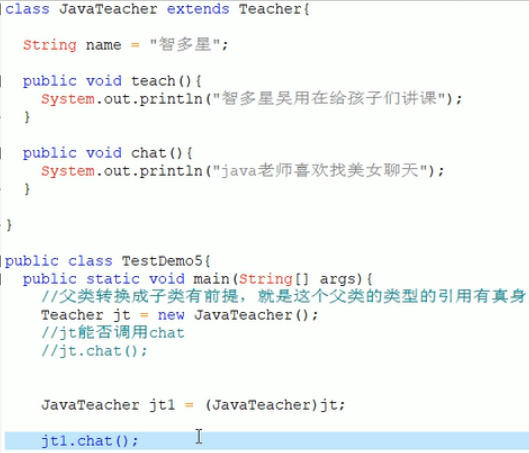 class JavaTeacher extends Teacher{
String name = "智多星";
public void teach(){
System.out.println("智多星吴用在给孩子们讲课");
}
public void chat(){
System.out.println("java老师喜欢找美女聊天");
}
}
public class TestDemo5{
public static void main(String[] args){
//父类转换成子类有前提，就是这个父类的类型的引用有真身
Teacher jt = new JavaTeacher();
//jt能否调用chat
//jt.chat();
JavaTeacher jt1 = (JavaTeacher)jt;
jt1.chat();